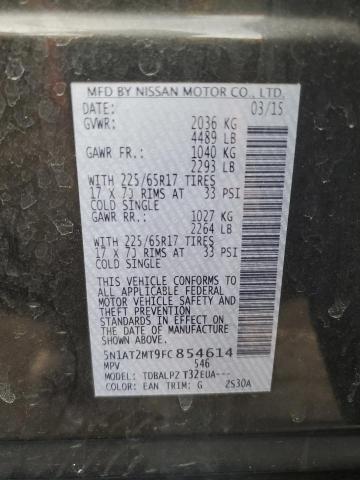 MFD BY NISSAN MOTOR CO., LTD.
DATE: 03/15
GVWR: 2036 KG
4489 LB
GAWR FR.: 1040 KG
2293 LB
WITH 225/65R17 TIRES
17 X 7J RIMS AT 33 PSI
COLD SINGLE
GAWR RR.: 1027 KG
2264 LB
WITH 225/65R17 TIRES
17 X 7J RIMS AT 33 PSI
COLD SINGLE
THIS VEHICLE CONFORMS TO
ALL APPLICABLE FEDERAL
MOTOR VEHICLE SAFETY AND
THEFT PREVENTION
STANDARDS IN EFFECT ON
THE DATE OF MANUFACTURE
SHOWN ABOVE.
5N1AT2MT9FC854614
MPV 546
MODEL: TDBALPZ T32EUA---
COLOR: EAN TRIM: G 2S30A